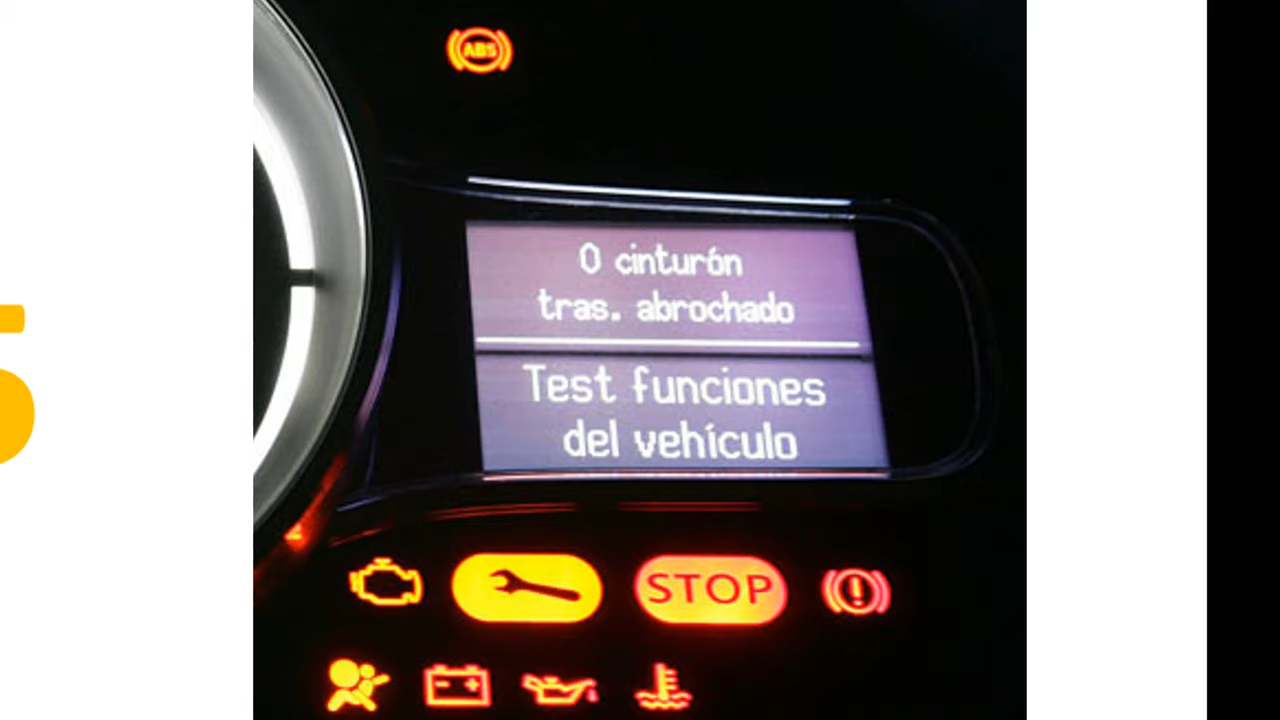 ABS
0 cinturón
tras. abrochado
Test funciones
del vehículo
STOP